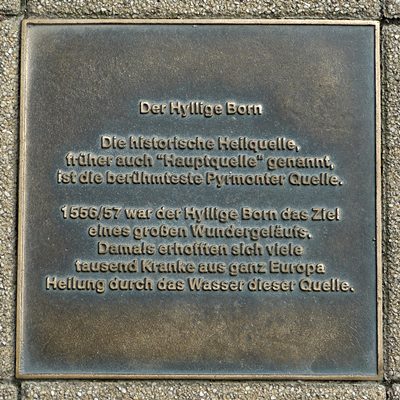 Der Hyllige Born
Die historische Heilquelle,
früher auch "Hauptquelle" genannt,
ist die berühmteste Pyrmonter Quelle.
1556/57 war der Hyllige Born das Ziel
eines großen Wundergeläufs.
Damals erhofften sich viele
tausend Kranke aus ganz Europa
Heilung durch das Wasser dieser Quelle.